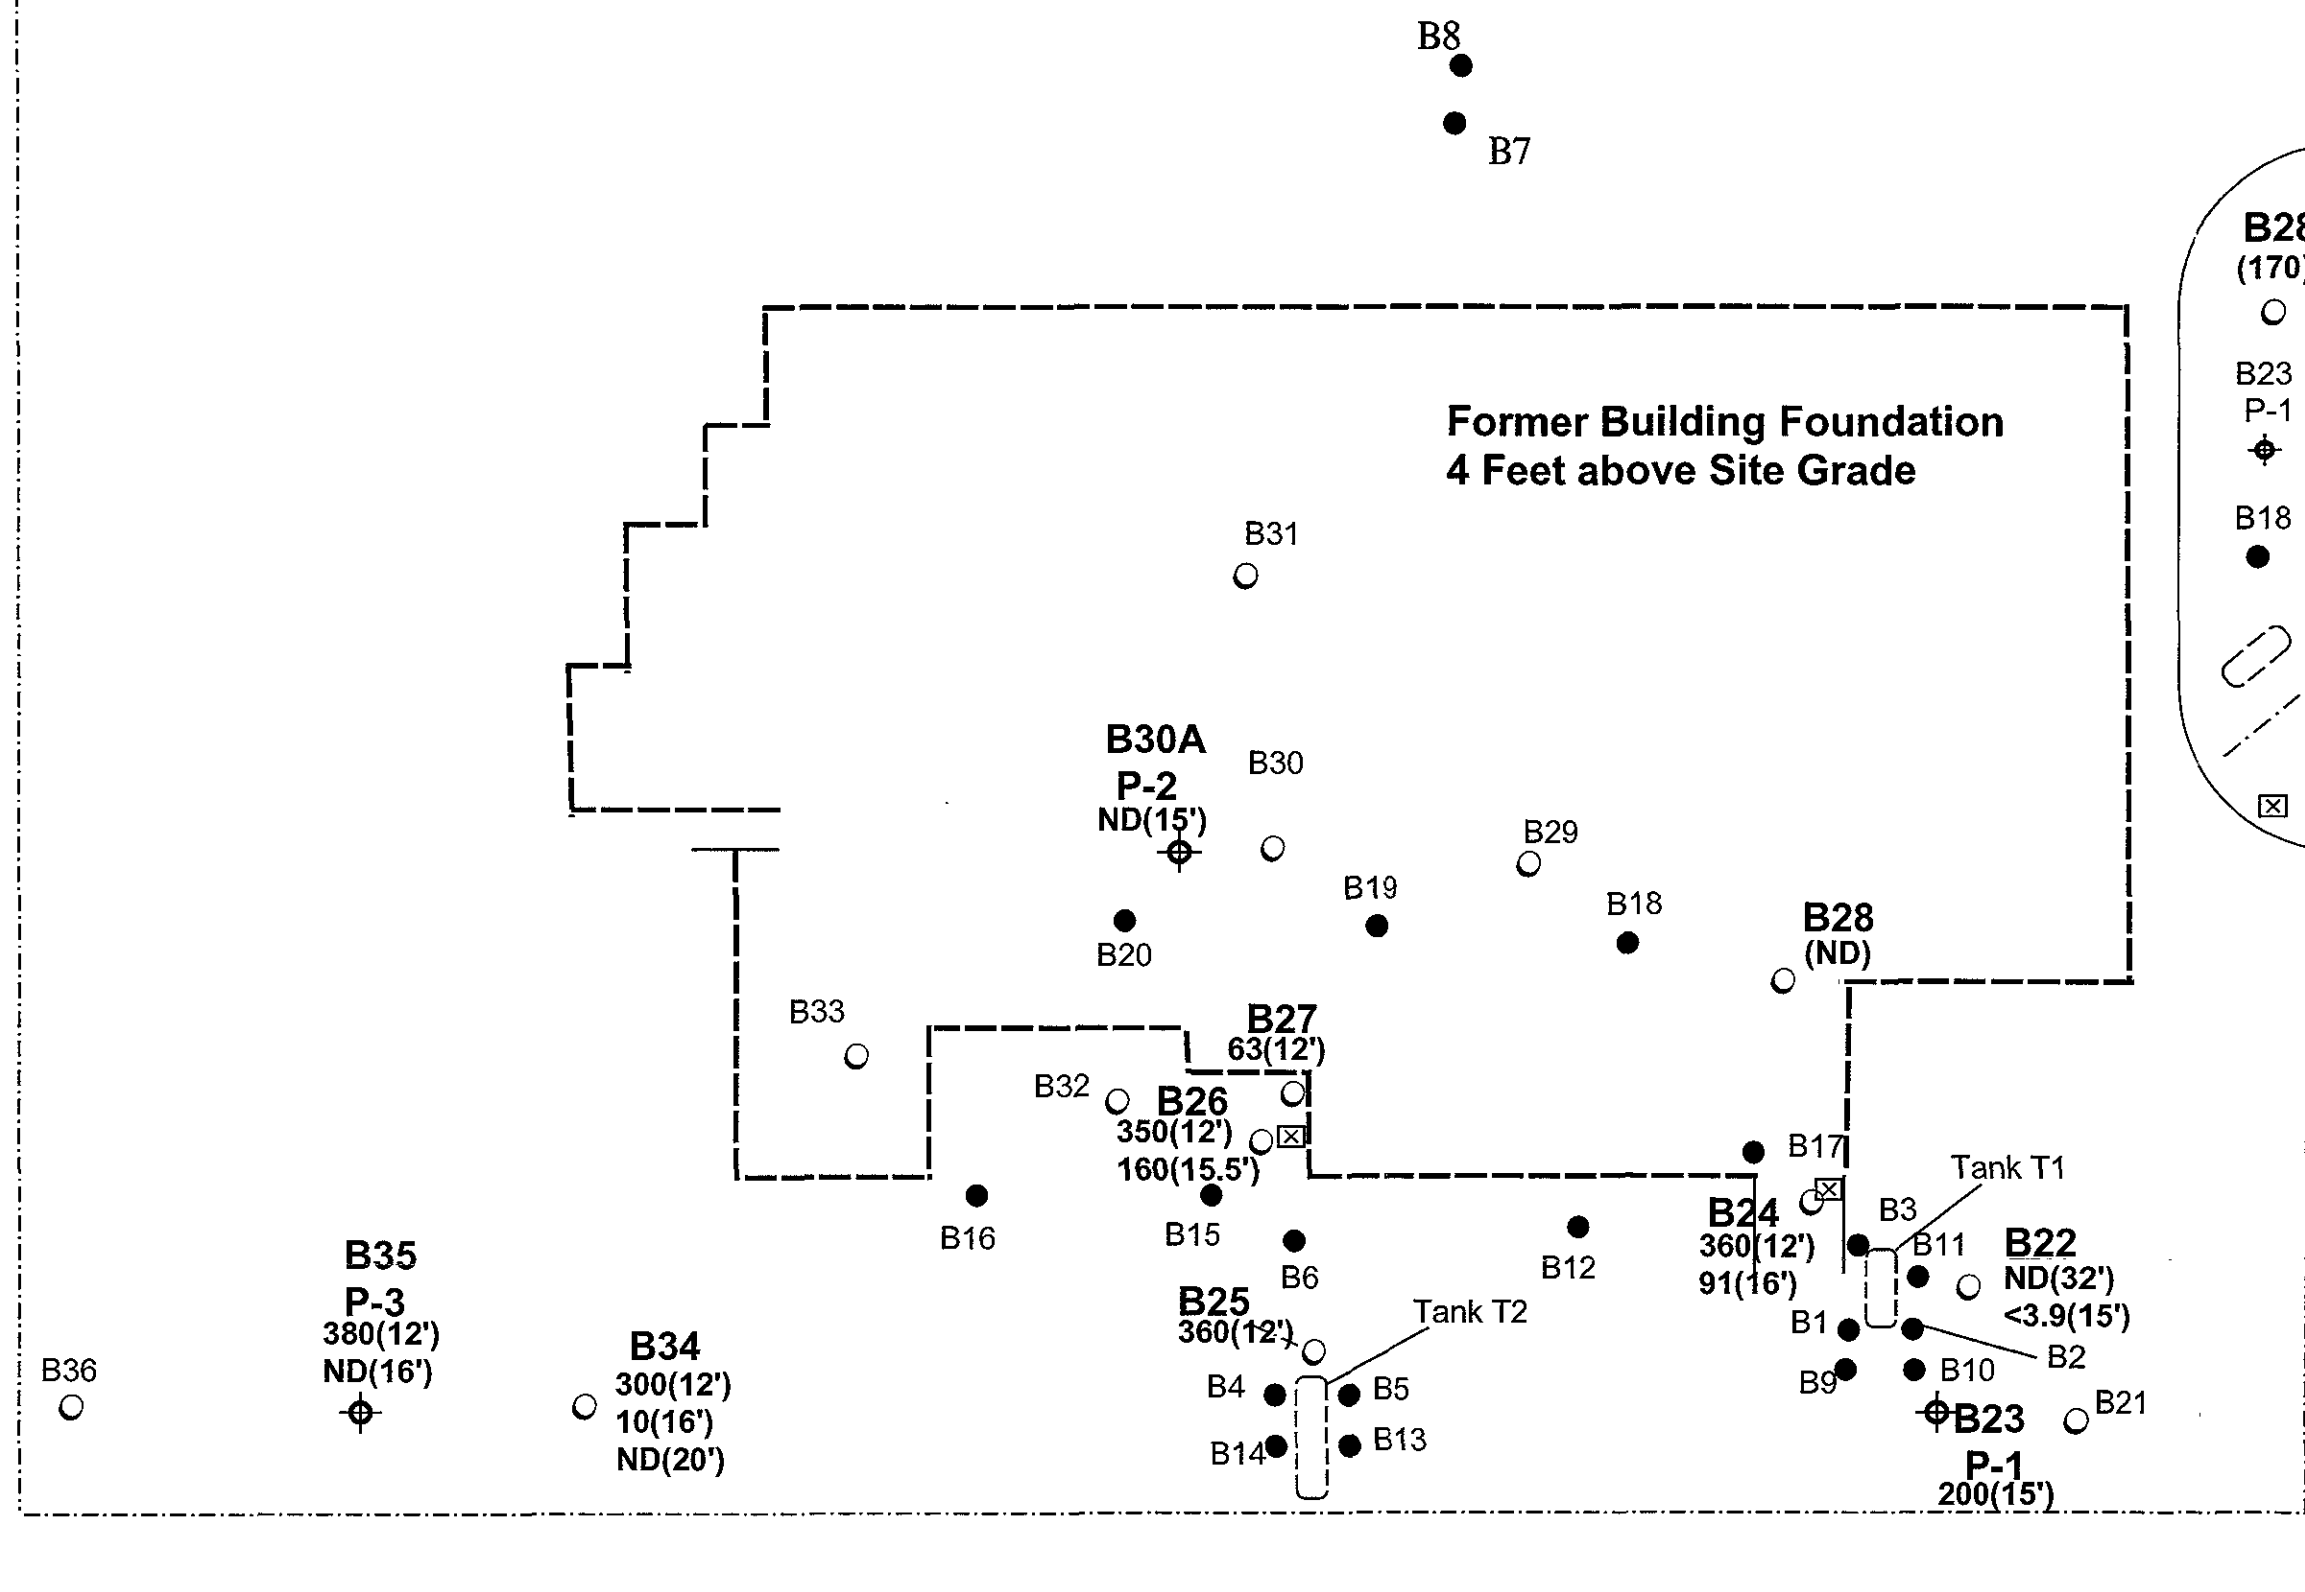 B8
B7
B28
(170)
B23
P-1
B18
Former Building Foundation
4 Feet above Site Grade
B31
B30A
P-2
ND(15')
B30
B29
B19
B18
B28
(ND)
B20
B33
B27
63(12')
B32
B26
350(12')
160(15.5')
B17
Tank T1
B16
B15
B6
B12
B24
360(12')
91(16')
B3
B11
B22
ND(32')
<3.9(15')
B35
P-3
380(12')
ND(16')
B34
300(12')
10(16')
ND(20')
B36
B25
360(12')
Tank T2
B1
B2
B4
B5
B9
B10
B14
B13
B23
P-1
200(15')
B21